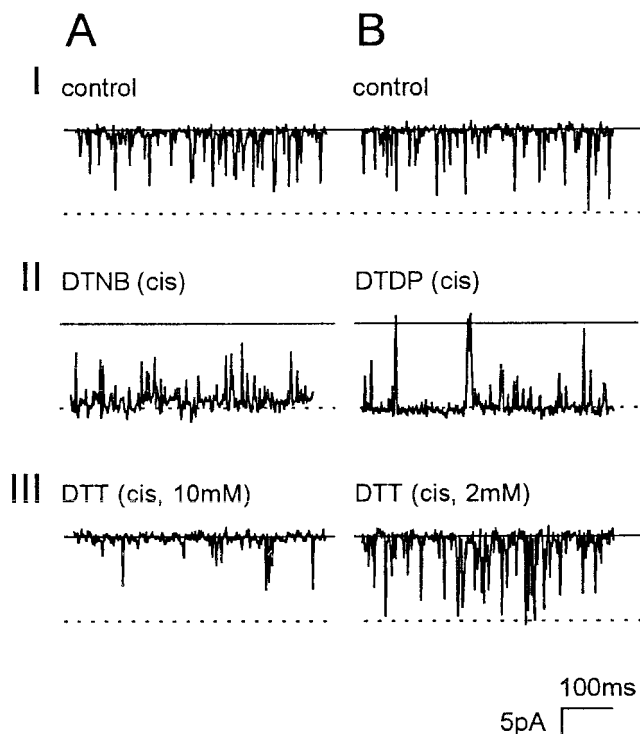 A B
I control control
II DTNB (cis) DTDP (cis)
III DTT (cis, 10mM) DTT (cis, 2mM)
100ms
5pA